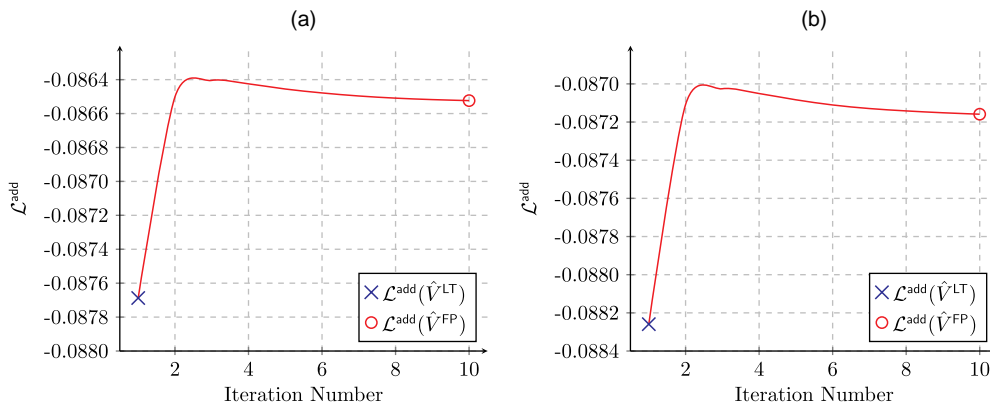 (a)
-0.0864
-0.0866
-0.0868
-0.0870
-0.0872
-0.0874
-0.0876
-0.0878
-0.0880
2 4 6 8 10
Iteration Number
ℒ^add
ℒ^add(V̂^LT)
ℒ^add(V̂^FP)
(b)
-0.0870
-0.0872
-0.0874
-0.0876
-0.0878
-0.0880
-0.0882
-0.0884
2 4 6 8 10
Iteration Number
ℒ^add
ℒ^add(V̂^LT)
ℒ^add(V̂^FP)